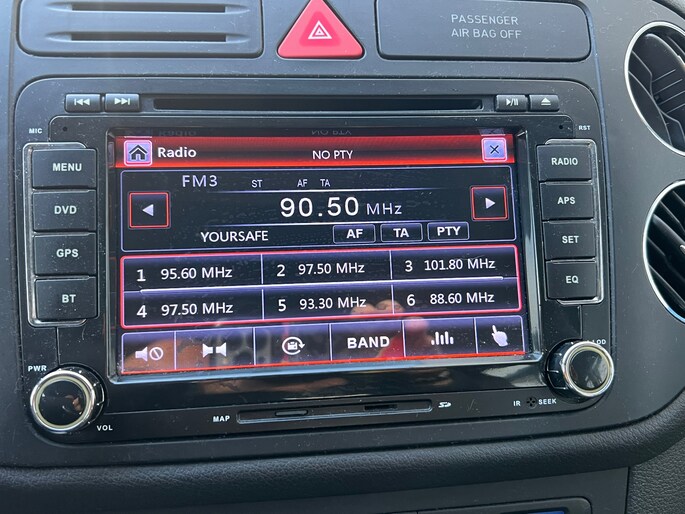 PASSENGER
AIR BAG OFF
MIC
RST
MENU
DVD
GPS
BT
PWR
VOL
Radio
NO PTY
FM3 ST AF TA
90.50 MHz
YOURSAFE AF TA PTY
1 95.60 MHz 2 97.50 MHz 3 101.80 MHz
4 97.50 MHz 5 93.30 MHz 6 88.60 MHz
BAND
RADIO
APS
SET
EQ
MAP
IR SEEK